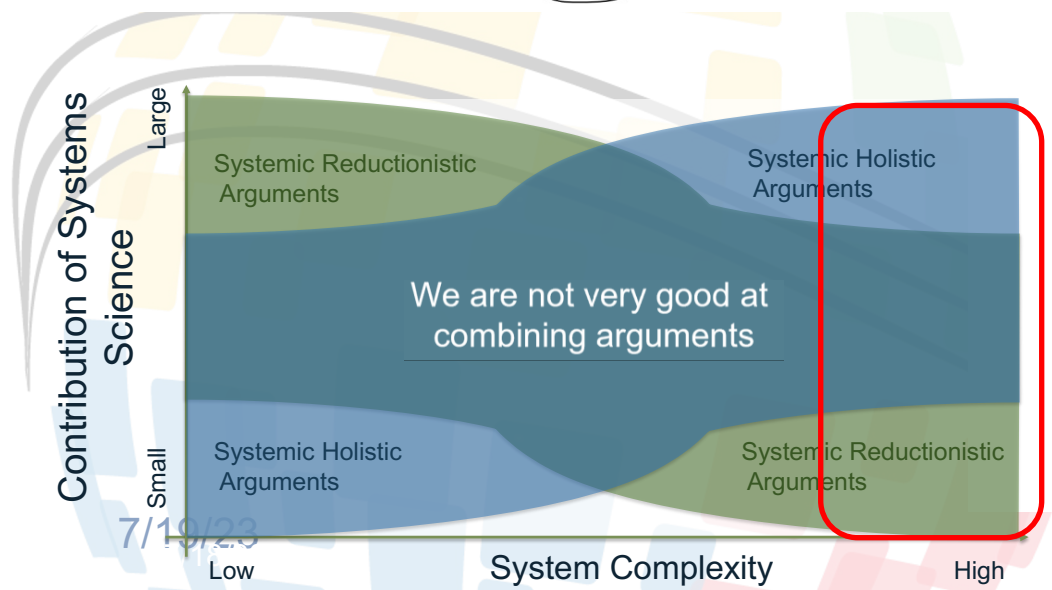 Contribution of Systems
Science
Large
Small
Systemic Reductionistic
Arguments
Systemic Holistic
Arguments
We are not very good at
combining arguments
Systemic Holistic
Arguments
Systemic Reductionistic
Arguments
7/19/23
Low
System Complexity
High